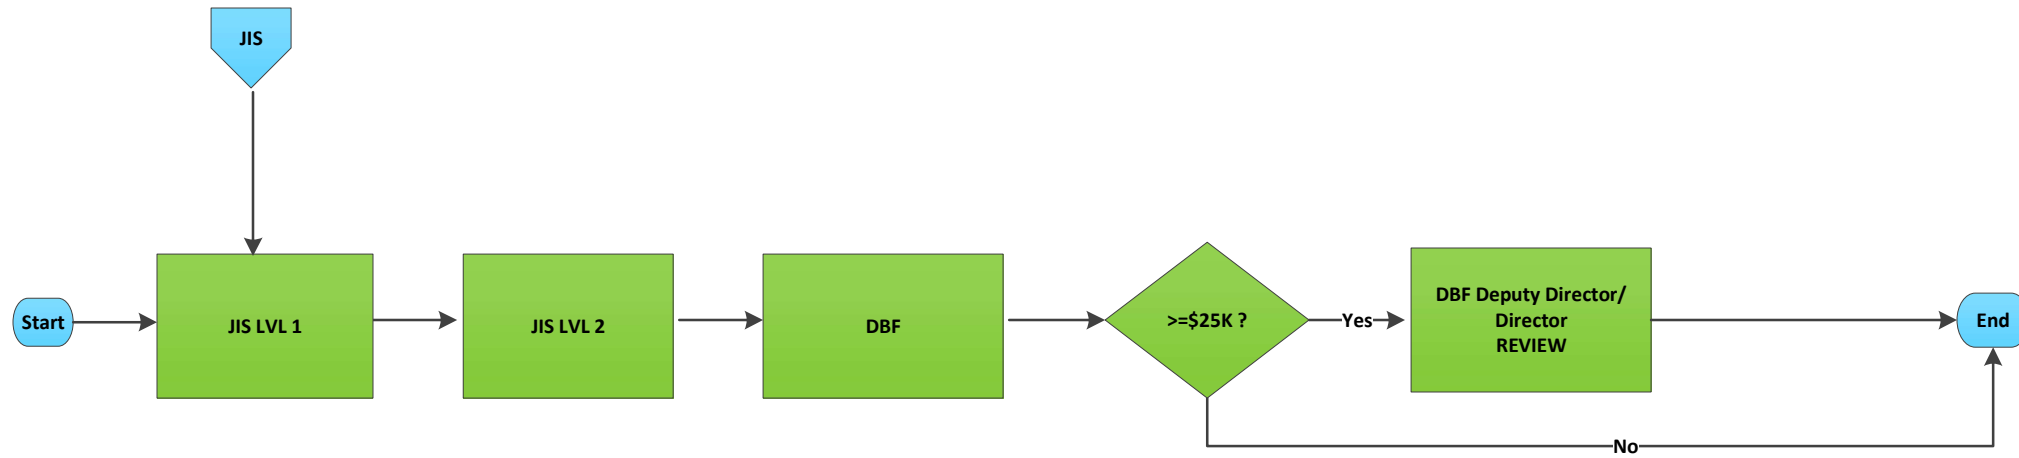 JIS
Start
JIS LVL 1
JIS LVL 2
DBF
>=$25K ?
Yes
DBF Deputy Director/
Director
REVIEW
End
No